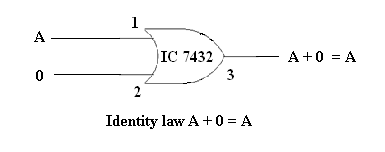 1
A
IC 7432
A + 0 = A
0
3
2
Identity law A + 0 = A